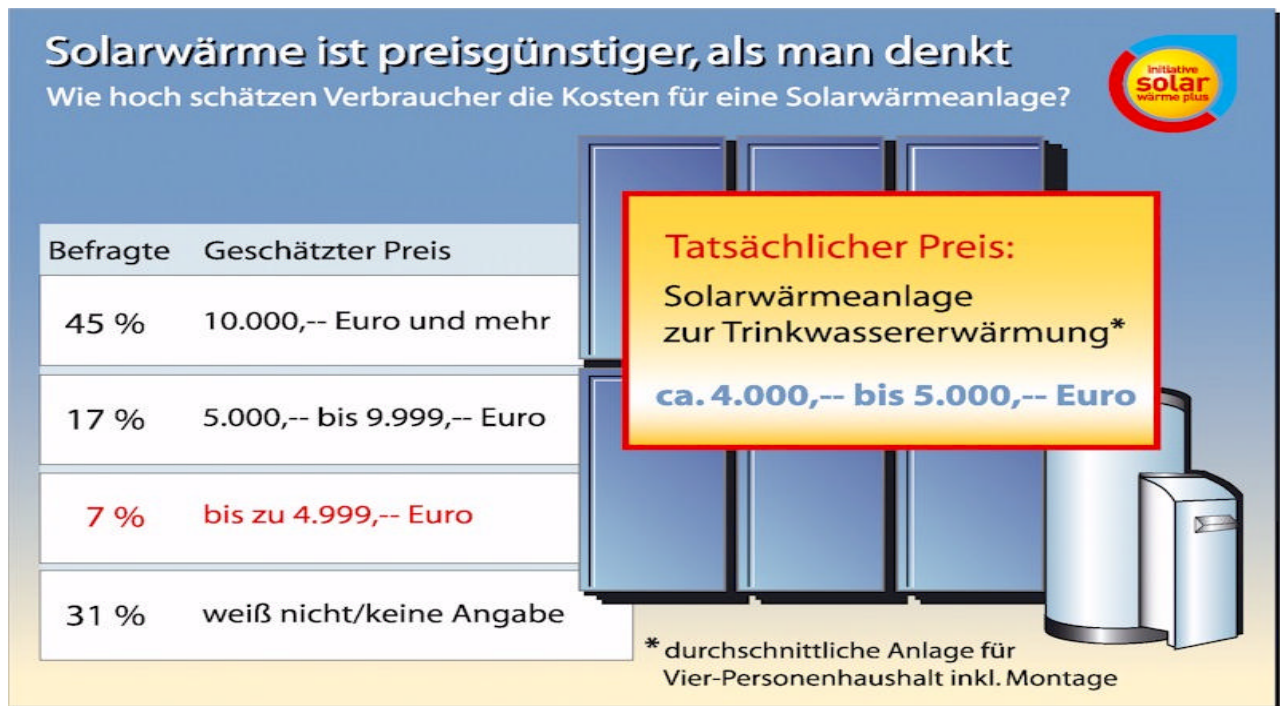 Solarwärme ist preisgünstiger, als man denkt
Wie hoch schätzen Verbraucher die Kosten für eine Solarwärmeanlage?
initiative
solar
wärme plus
Befragte Geschätzter Preis
45 % 10.000,-- Euro und mehr
17 % 5.000,-- bis 9.999,-- Euro
7 % bis zu 4.999,-- Euro
31 % weiß nicht/keine Angabe
Tatsächlicher Preis:
Solarwärmeanlage
zur Trinkwassererwärmung*
ca. 4.000,-- bis 5.000,-- Euro
* durchschnittliche Anlage für
Vier-Personenhaushalt inkl. Montage